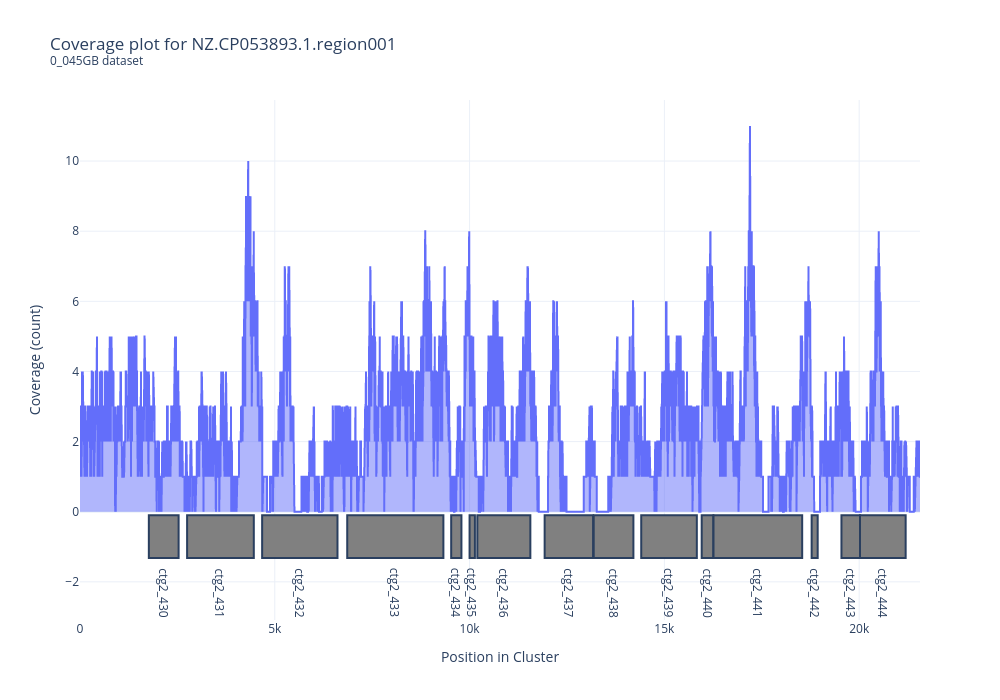 Coverage plot for NZ.CP053893.1.region001
0_045GB dataset
Coverage (count)
10
8
6
4
2
0
−2
ctg2_430
ctg2_431
ctg2_432
ctg2_433
ctg2_434
ctg2_435
ctg2_436
ctg2_437
ctg2_438
ctg2_439
ctg2_440
ctg2_441
ctg2_442
ctg2_443
ctg2_444
0
5k
10k
15k
20k
Position in Cluster